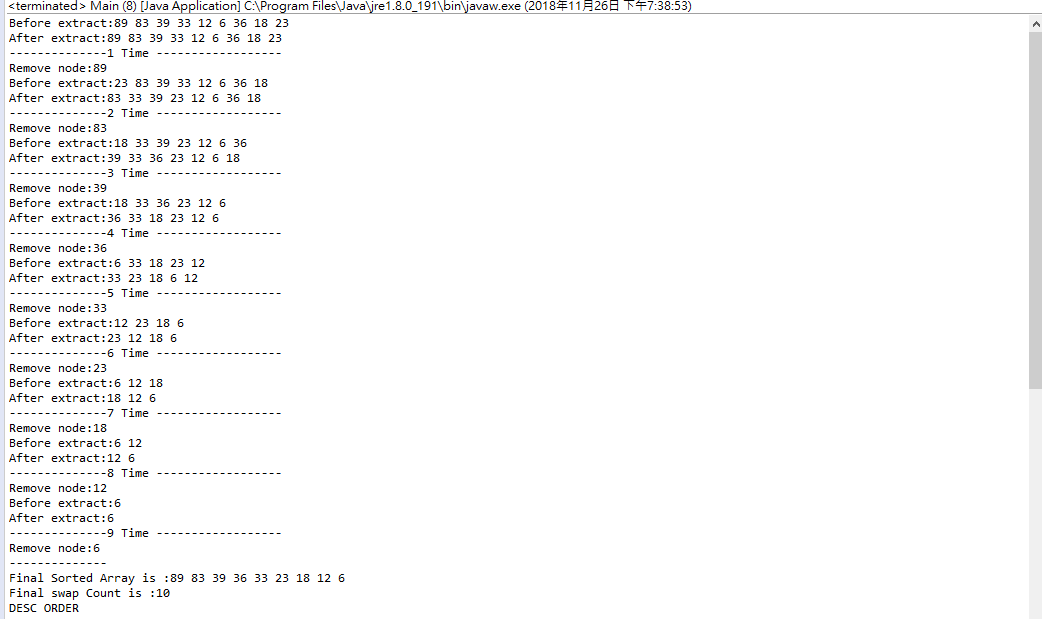 <terminated> Main (8) [Java Application] C:\Program Files\Java\jre1.8.0_191\bin\javaw.exe (2018年11月26日 下午7:38:53)
Before extract:89 83 39 33 12 6 36 18 23
After extract:89 83 39 33 12 6 36 18 23
--------------1 Time ------------------
Remove node:89
Before extract:23 83 39 33 12 6 36 18
After extract:83 33 39 23 12 6 36 18
--------------2 Time ------------------
Remove node:83
Before extract:18 33 39 23 12 6 36
After extract:39 33 36 23 12 6 18
--------------3 Time ------------------
Remove node:39
Before extract:18 33 36 23 12 6
After extract:36 33 18 23 12 6
--------------4 Time ------------------
Remove node:36
Before extract:6 33 18 23 12
After extract:33 23 18 6 12
--------------5 Time ------------------
Remove node:33
Before extract:12 23 18 6
After extract:23 12 18 6
--------------6 Time ------------------
Remove node:23
Before extract:6 12 18
After extract:18 12 6
--------------7 Time ------------------
Remove node:18
Before extract:6 12
After extract:12 6
--------------8 Time ------------------
Remove node:12
Before extract:6
After extract:6
--------------9 Time ------------------
Remove node:6
--------------
Final Sorted Array is :89 83 39 36 33 23 18 12 6
Final swap Count is :10
DESC ORDER